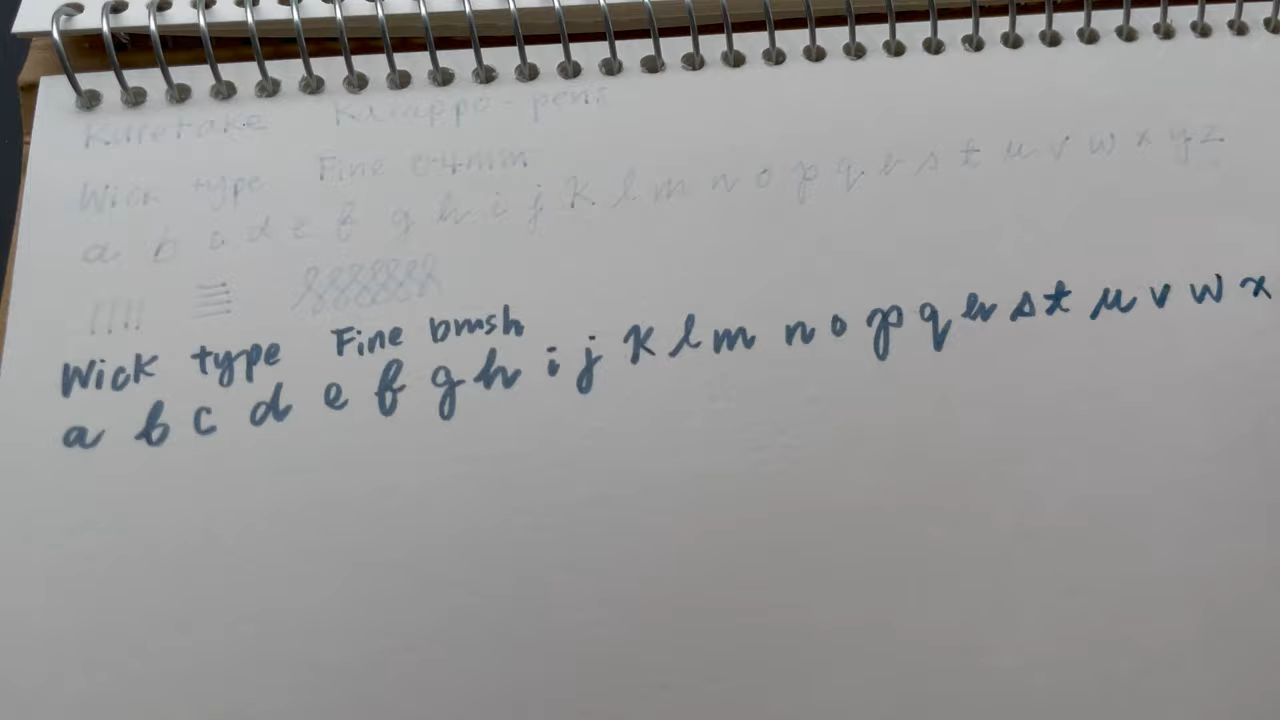 Kuretake Karappo-pens
Wick type Fine 0.4mm
a b c d e f g h i j k l m n o p q r s t u v w x y z
Wick type Fine brush
a b c d e f g h i j k l m n o p q r s t u v w x